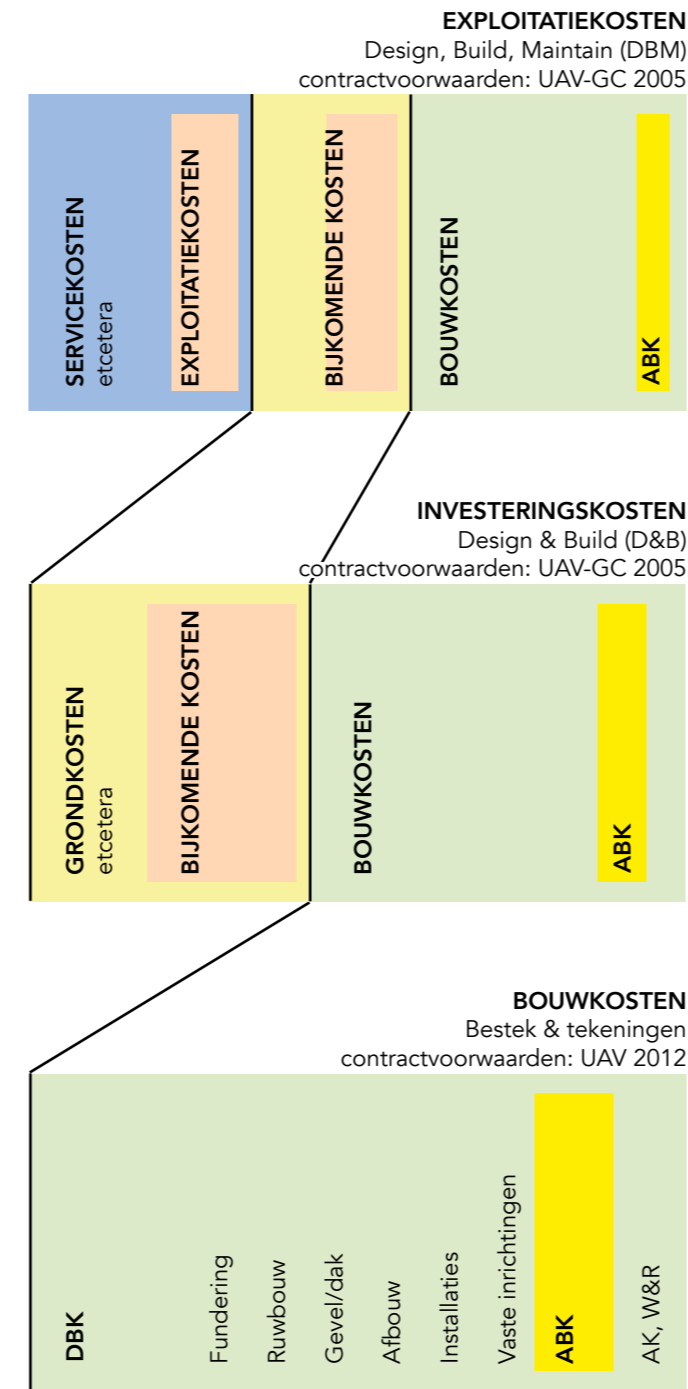 EXPLOITATIEKOSTEN
Design, Build, Maintain (DBM)
contractvoorwaarden: UAV-GC 2005
SERVICEKOSTEN
etcetera
EXPLOITATIEKOSTEN
BIJKOMENDE KOSTEN
BOUWKOSTEN
ABK
INVESTERINGSKOSTEN
Design & Build (D&B)
contractvoorwaarden: UAV-GC 2005
GRONDKOSTEN
etcetera
BIJKOMENDE KOSTEN
BOUWKOSTEN
ABK
BOUWKOSTEN
Bestek & tekeningen
contractvoorwaarden: UAV 2012
DBK
Fundering
Ruwbouw
Gevel/dak
Afbouw
Installaties
Vaste inrichtingen
ABK
AK, W&R